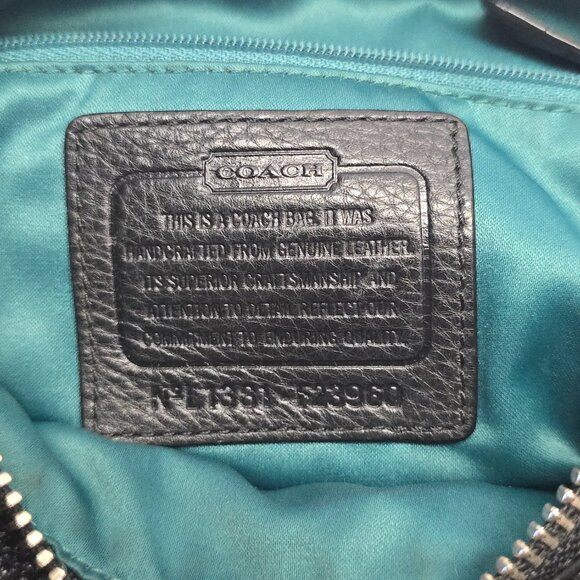 COACH
THIS IS A COACH BAG. IT WAS
HANDCRAFTED FROM GENUINE LEATHER.
ITS SUPERIOR CRAFTSMANSHIP AND
ATTENTION TO DETAIL REFLECT OUR
COMMITMENT TO ENDURING QUALITY.
Nº L1331-F23960